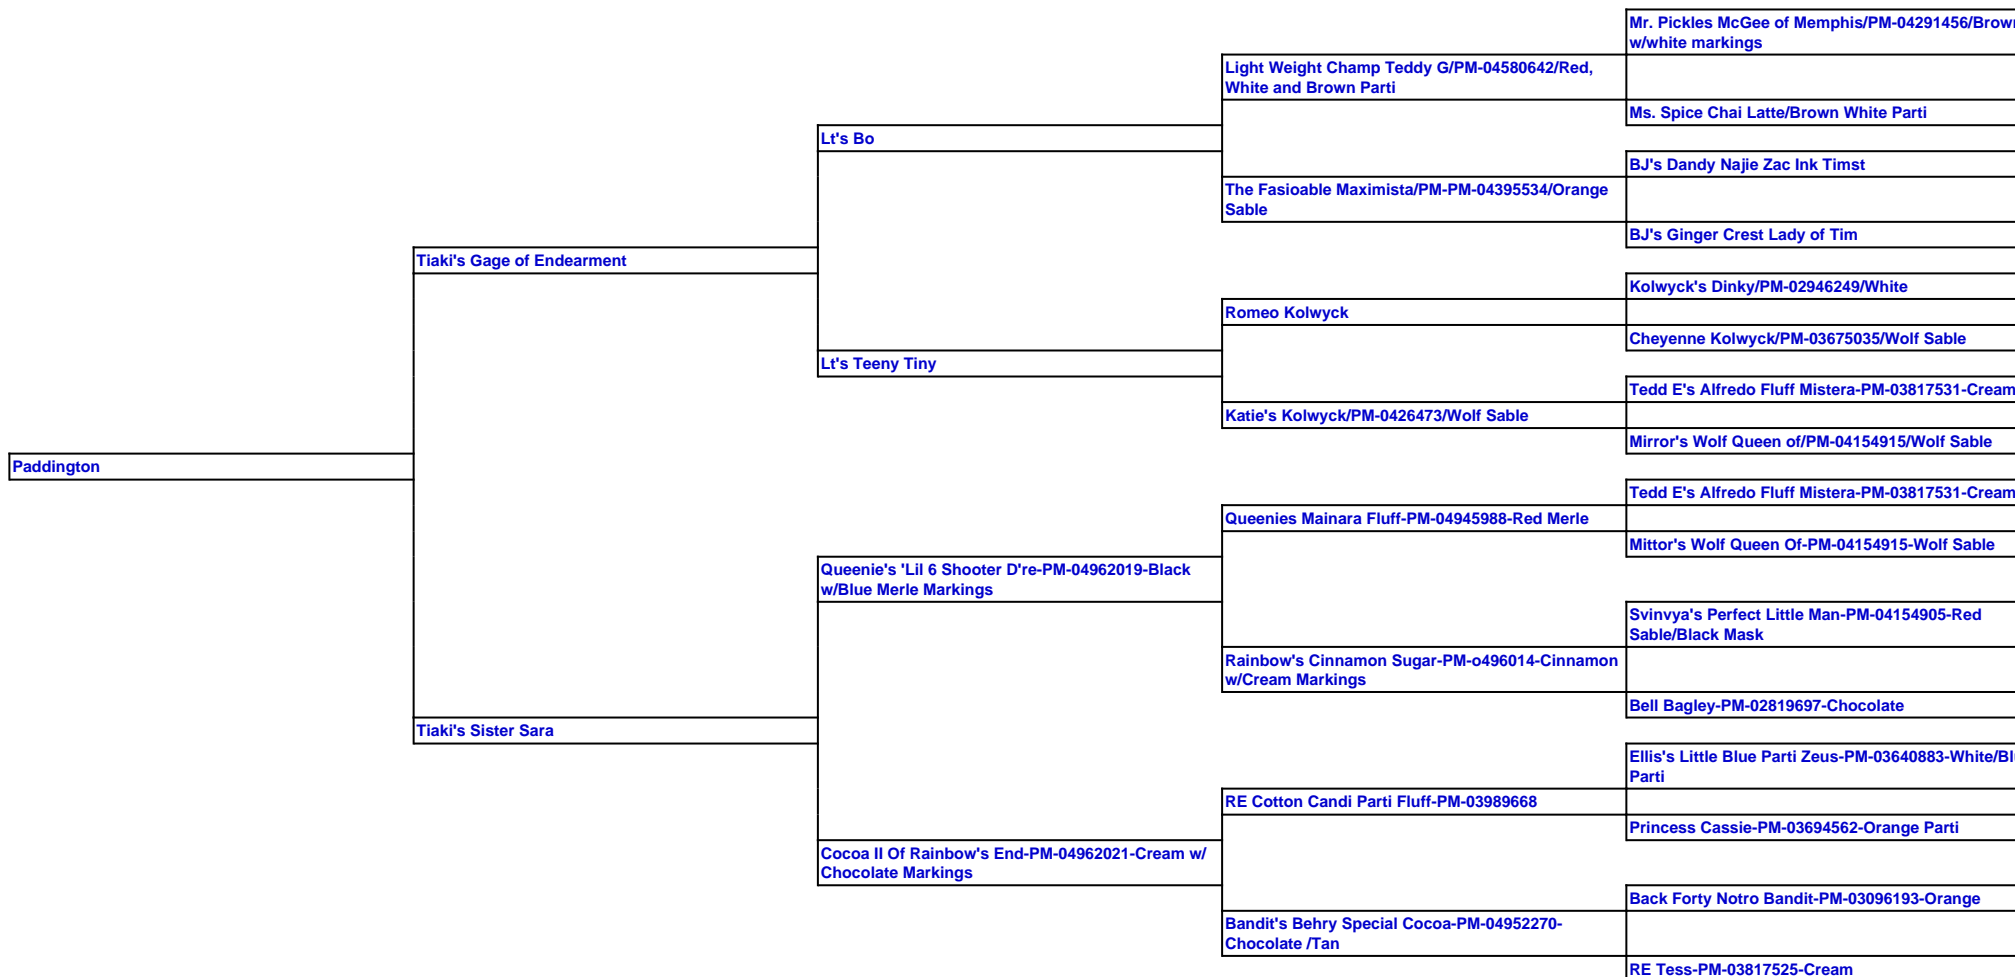 Mr. Pickles McGee of Memphis/PM-04291456/Brown
w/white markings
Light Weight Champ Teddy G/PM-04580642/Red,
White and Brown Parti
Ms. Spice Chai Latte/Brown White Parti
Lt's Bo
BJ's Dandy Najie Zac Ink Timst
The Fasioable Maximista/PM-PM-04395534/Orange
Sable
BJ's Ginger Crest Lady of Tim
Tiaki's Gage of Endearment
Kolwyck's Dinky/PM-02946249/White
Romeo Kolwyck
Cheyenne Kolwyck/PM-03675035/Wolf Sable
Lt's Teeny Tiny
Tedd E's Alfredo Fluff Mistera-PM-03817531-Cream
Katie's Kolwyck/PM-0426473/Wolf Sable
Mirror's Wolf Queen of/PM-04154915/Wolf Sable
Paddington
Tedd E's Alfredo Fluff Mistera-PM-03817531-Cream
Queenies Mainara Fluff-PM-04945988-Red Merle
Mittor's Wolf Queen Of-PM-04154915-Wolf Sable
Queenie's 'Lil 6 Shooter D're-PM-04962019-Black
w/Blue Merle Markings
Svinvya's Perfect Little Man-PM-04154905-Red
Sable/Black Mask
Rainbow's Cinnamon Sugar-PM-o496014-Cinnamon
w/Cream Markings
Bell Bagley-PM-02819697-Chocolate
Tiaki's Sister Sara
Ellis's Little Blue Parti Zeus-PM-03640883-White/Bl
Parti
RE Cotton Candi Parti Fluff-PM-03989668
Princess Cassie-PM-03694562-Orange Parti
Cocoa II Of Rainbow's End-PM-04962021-Cream w/
Chocolate Markings
Back Forty Notro Bandit-PM-03096193-Orange
Bandit's Behry Special Cocoa-PM-04952270-
Chocolate /Tan
RE Tess-PM-03817525-Cream